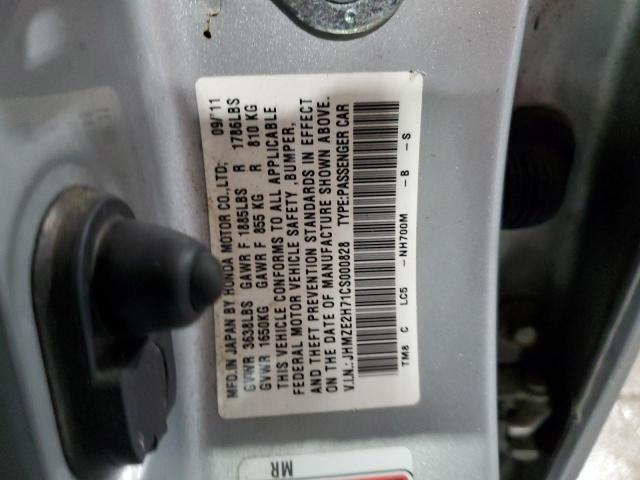 MFD.IN JAPAN BY HONDA MOTOR CO.,LTD; 09/'11
GVWR 3638LBS GAWR F 1885LBS R 1786LBS
GVWR 1650KG GAWR F 855 KG R 810 KG
THIS VEHICLE CONFORMS TO ALL APPLICABLE
FEDERAL MOTOR VEHICLE SAFETY ,BUMPER,
AND THEFT PREVENTION STANDARDS IN EFFECT
ON THE DATE OF MANUFACTURE SHOWN ABOVE.
V.I.N.:JHMZE2H71CS000828 TYPE:PASSENGER CAR
TM8 C LC5 -NH700M -B -S
MR